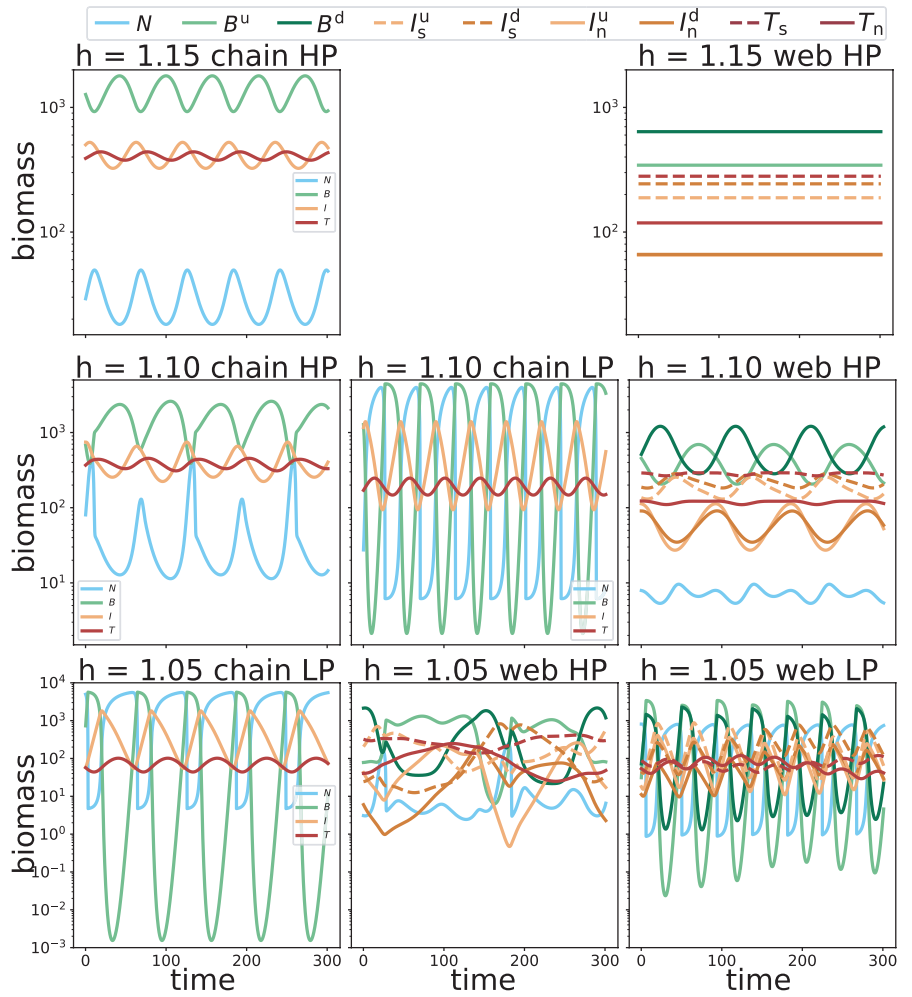 N B^u B^d I_s^u I_s^d I_n^u I_n^d T_s T_n
h = 1.15 chain HP
h = 1.15 web HP
biomass
10^3
10^2
N
B
I
T
10^3
10^2
h = 1.10 chain HP
h = 1.10 chain LP
h = 1.10 web HP
biomass
10^3
10^2
10^1
N
B
I
T
N
B
I
T
h = 1.05 chain LP
h = 1.05 web HP
h = 1.05 web LP
biomass
10^4
10^3
10^2
10^1
10^0
10^−1
10^−2
10^−3
N
B
I
T
0 100 200 300
0 100 200 300
0 100 200 300
time
time
time